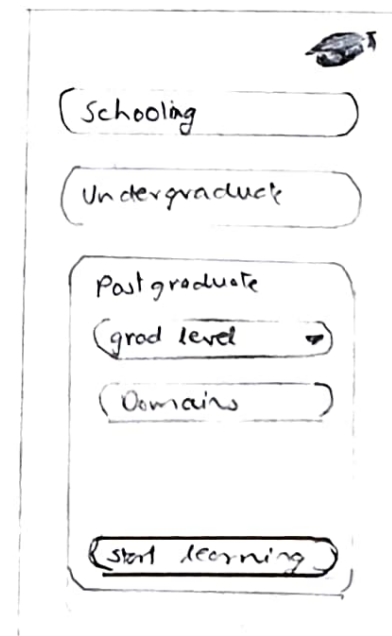 Schooling
Undergraduate
Postgraduate
grad level
Domains
start learning